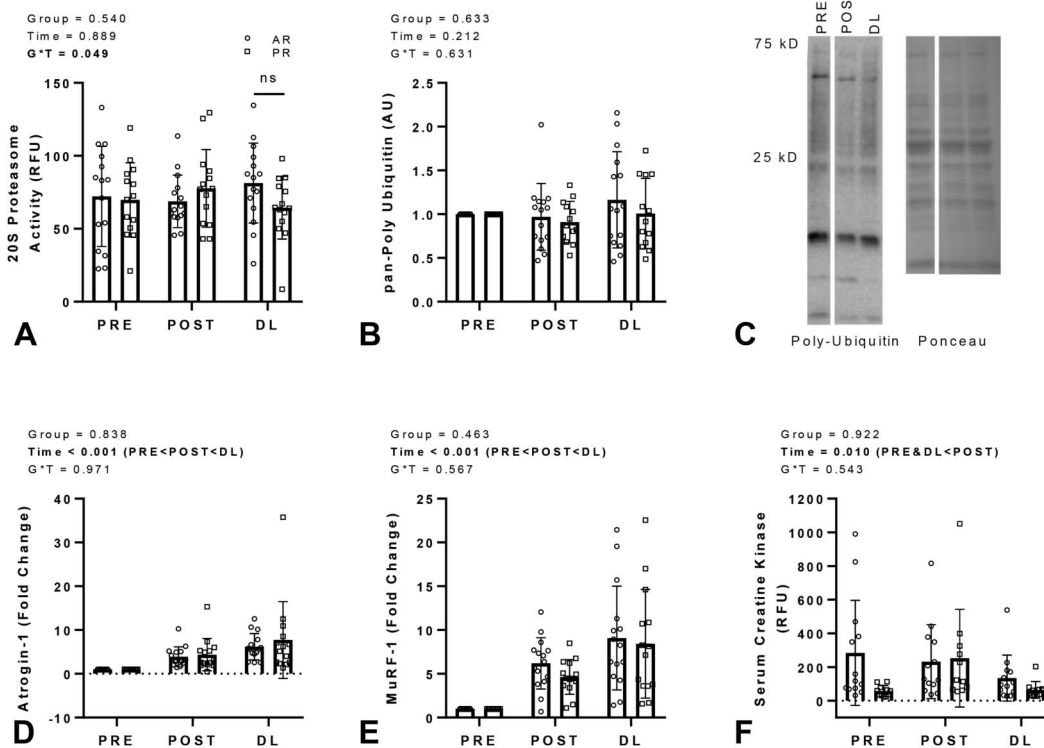 Group = 0.540
Time = 0.889
G*T = 0.049
AR
PR
ns
20S Proteasome
Activity (RFU)
150
100
50
0
PRE POST DL
A
Group = 0.633
Time = 0.212
G*T = 0.631
pan-Poly Ubiquitin (AU)
2.5
2.0
1.5
1.0
0.5
0.0
PRE POST DL
B
PRE
POST
DL
75 kD
25 kD
Poly-Ubiquitin Ponceau
C
Group = 0.838
Time < 0.001 (PRE<POST<DL)
G*T = 0.971
Atrogin-1 (Fold Change)
40
30
20
10
0
-10
PRE POST DL
D
Group = 0.463
Time < 0.001 (PRE<POST<DL)
G*T = 0.567
MuRF-1 (Fold Change)
25
20
15
10
5
0
PRE POST DL
E
Group = 0.922
Time = 0.010 (PRE&DL<POST)
G*T = 0.543
Serum Creatine Kinase
(RFU)
1200
1000
800
600
400
200
0
PRE POST DL
F